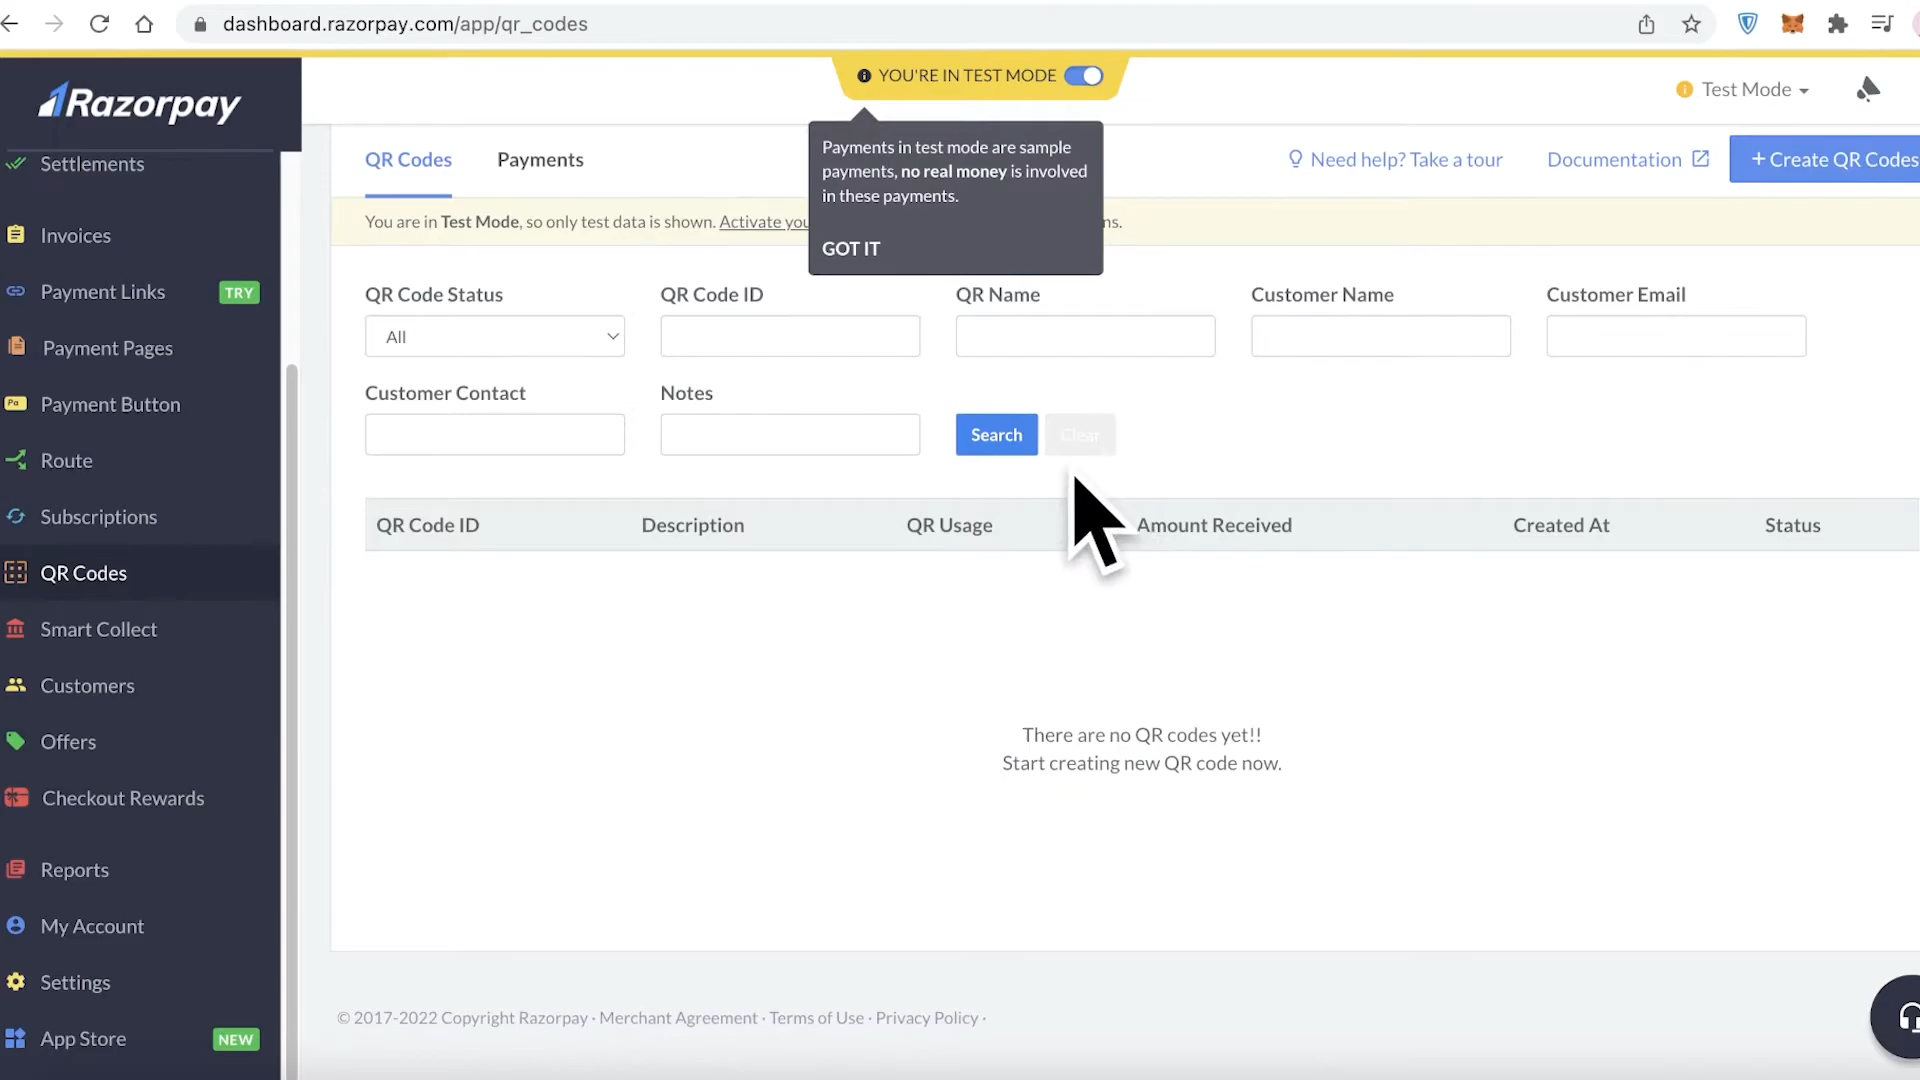 dashboard.razorpay.com/app/qr_codes
YOU'RE IN TEST MODE
Razorpay
Test Mode
Settlements
Invoices
Payment Links TRY
Payment Pages
Pa Payment Button
Route
Subscriptions
QR Codes
Smart Collect
Customers
Offers
Checkout Rewards
Reports
My Account
Settings
App Store NEW
QR Codes Payments
Need help? Take a tour Documentation + Create QR Codes
Payments in test mode are sample
payments, no real money is involved
in these payments.
GOT IT
You are in Test Mode, so only test data is shown. Activate
QR Code Status QR Code ID QR Name Customer Name Customer Email
All
Customer Contact Notes
Search Clear
QR Code ID Description QR Usage Amount Received Created At Status
There are no QR codes yet!!
Start creating new QR code now.
© 2017-2022 Copyright Razorpay · Merchant Agreement · Terms of Use · Privacy Policy ·